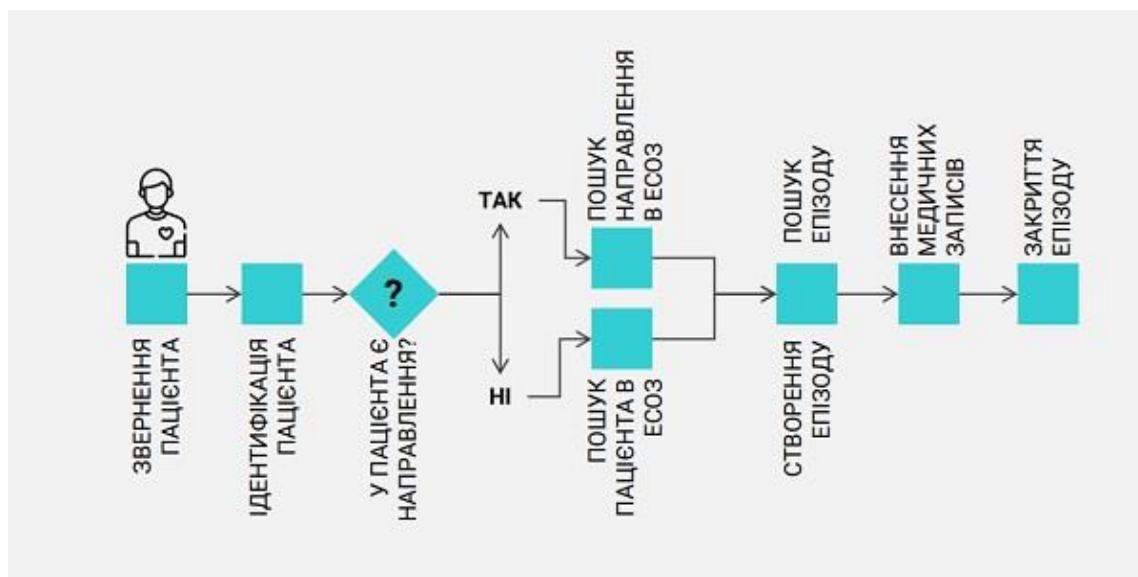 ЗВЕРНЕННЯ
ПАЦІЄНТА
ІДЕНТИФІКАЦІЯ
ПАЦІЄНТА
?
У ПАЦІЄНТА Є
НАПРАВЛЕННЯ?
ТАК
НІ
ПОШУК
НАПРАВЛЕННЯ
В ЕСОЗ
ПОШУК
ПАЦІЄНТА В
ЕСОЗ
ПОШУК
ЕПІЗОДУ
СТВОРЕННЯ
ЕПІЗОДУ
ВНЕСЕННЯ
МЕДИЧНИХ
ЗАПИСІВ
ЗАКРИТТЯ
ЕПІЗОДУ